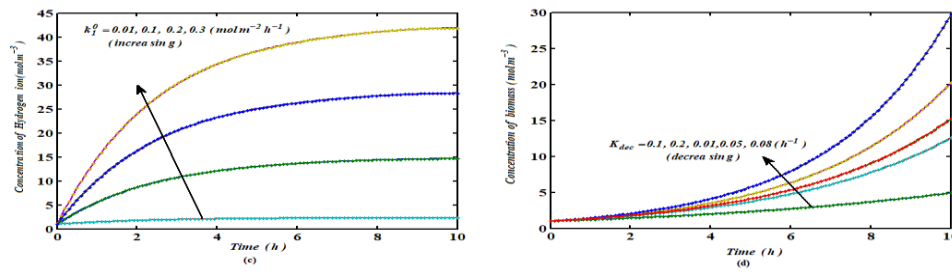 Concentration of Hydrogen ion(mol m⁻³)
45
40
35
30
25
20
15
10
5
0
k₁⁰ = 0.01, 0.1, 0.2, 0.3 (mol m⁻² h⁻¹)
(increa sin g)
0 2 4 6 8 10
Time (h)
(c)
Concentration of biomass (mol m⁻³)
30
25
20
15
10
5
0
K_dec = 0.1, 0.2, 0.01,0.05, 0.08 (h⁻¹)
(decrea sin g)
0 2 4 6 8 10
Time (h)
(d)